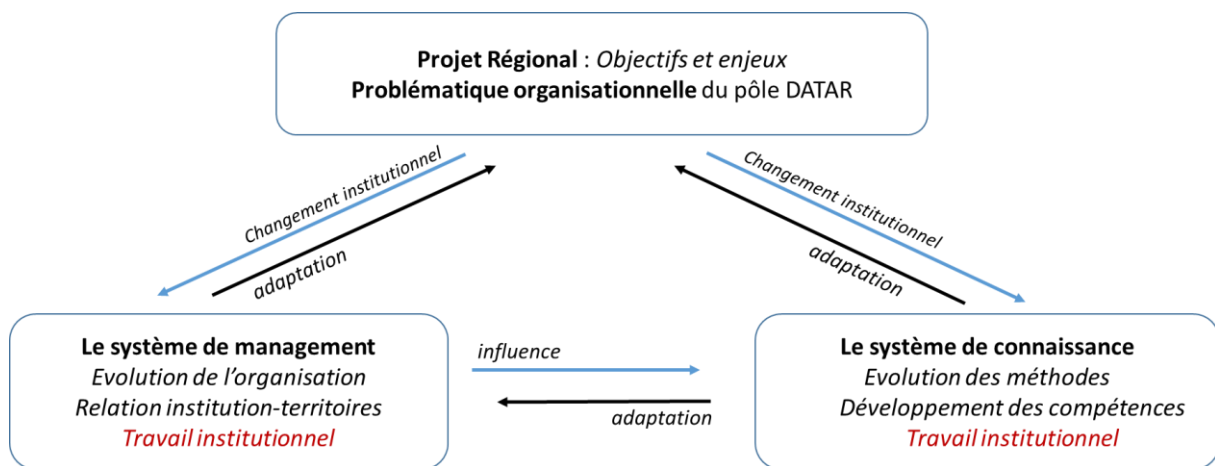 Projet Régional : Objectifs et enjeux
Problématique organisationnelle du pôle DATAR
Changement institutionnel
adaptation
Changement institutionnel
adaptation
Le système de management
Evolution de l'organisation
Relation institution-territoires
Travail institutionnel
influence
adaptation
Le système de connaissance
Evolution des méthodes
Développement des compétences
Travail institutionnel